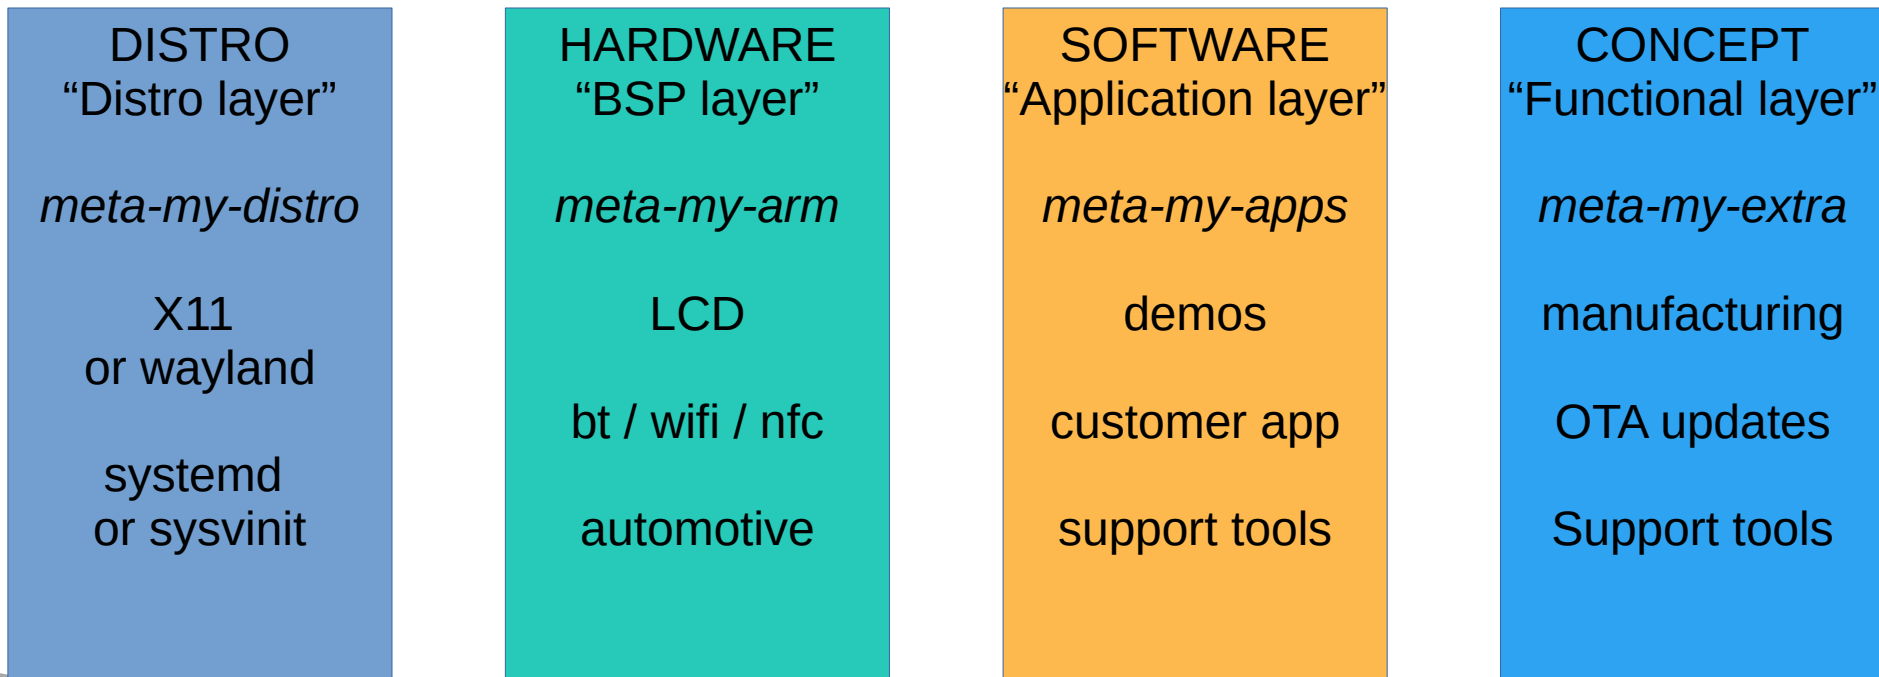 DISTRO
“Distro layer”
meta-my-distro
X11
or wayland
systemd
or sysvinit
HARDWARE
“BSP layer”
meta-my-arm
LCD
bt / wifi / nfc
automotive
SOFTWARE
“Application layer”
meta-my-apps
demos
customer app
support tools
CONCEPT
“Functional layer”
meta-my-extra
manufacturing
OTA updates
Support tools